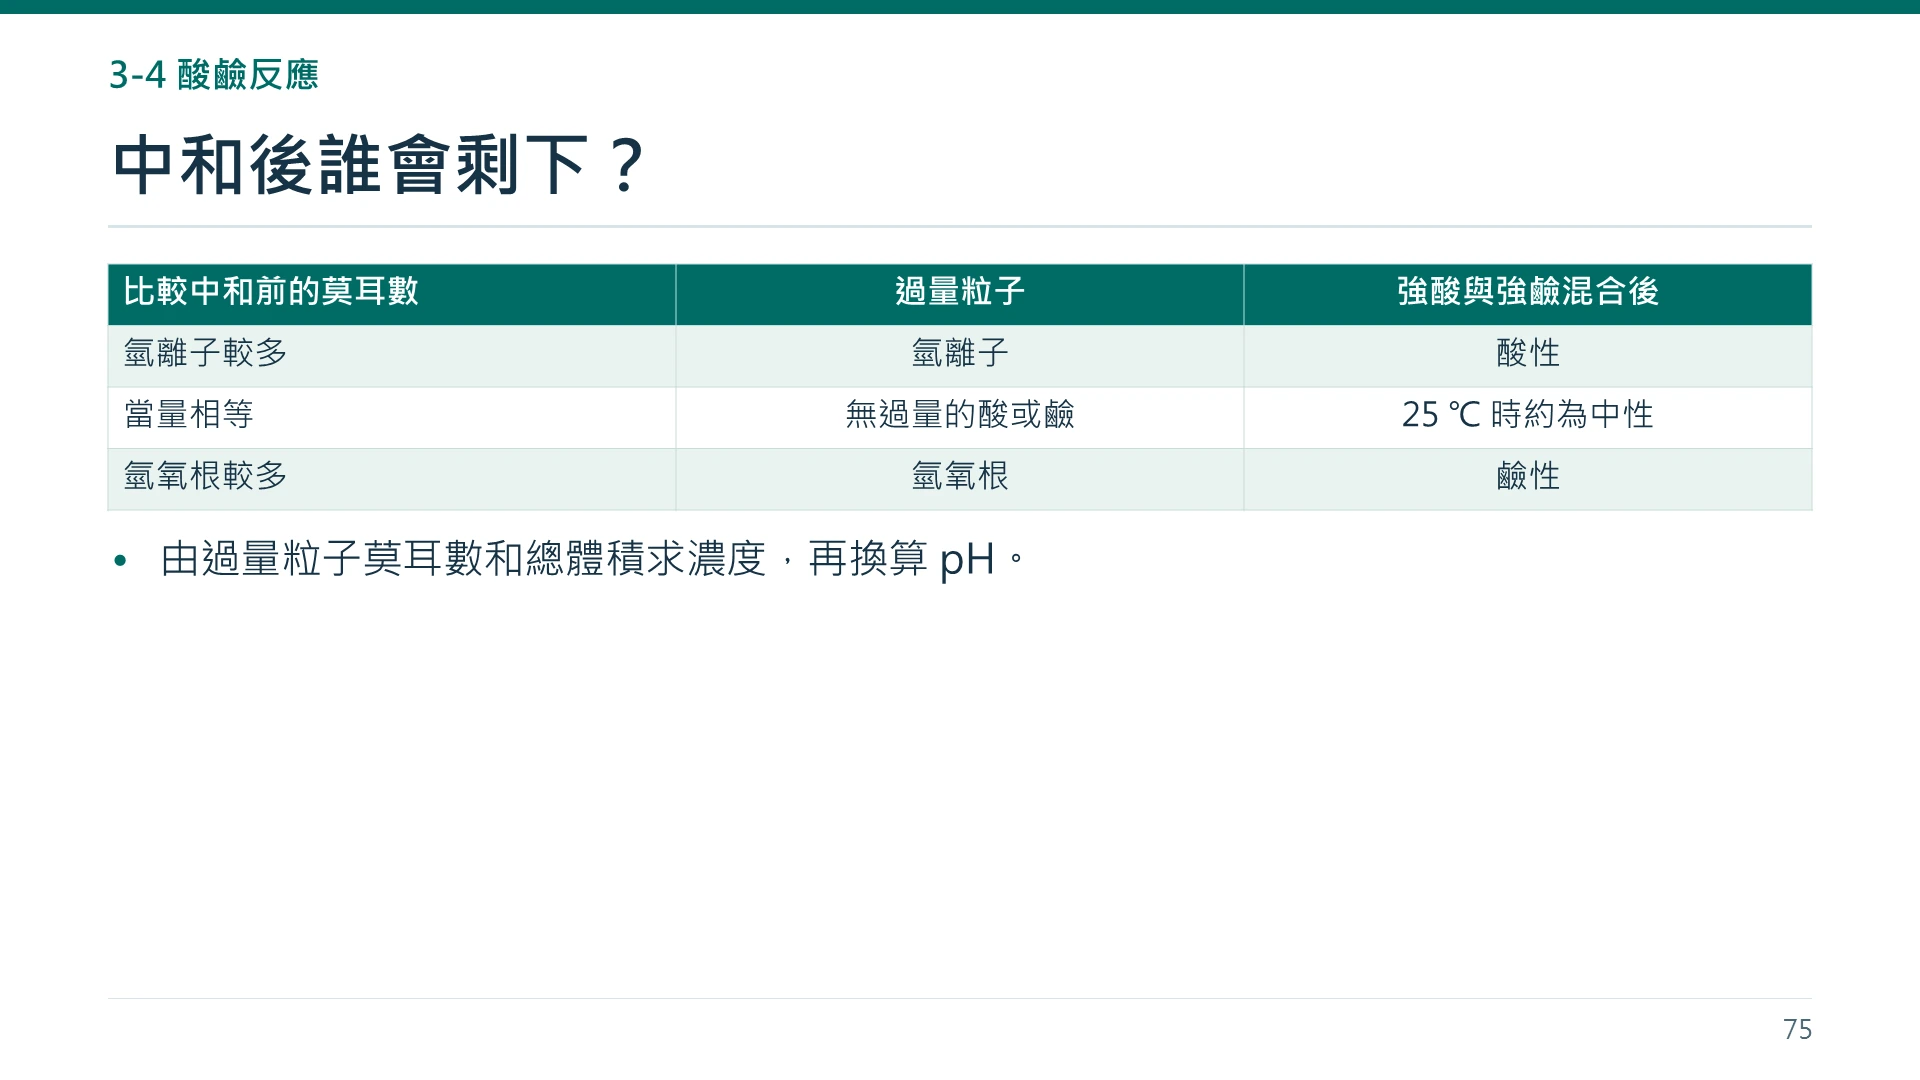 3-4 酸鹼反應
中和後誰會剩下？
比較中和前的莫耳數 過量粒子 強酸與強鹼混合後
氫離子較多 氫離子 酸性
當量相等 無過量的酸或鹼 25 ℃ 時約為中性
氫氧根較多 氫氧根 鹼性
• 由過量粒子莫耳數和總體積求濃度，再換算 pH。
75